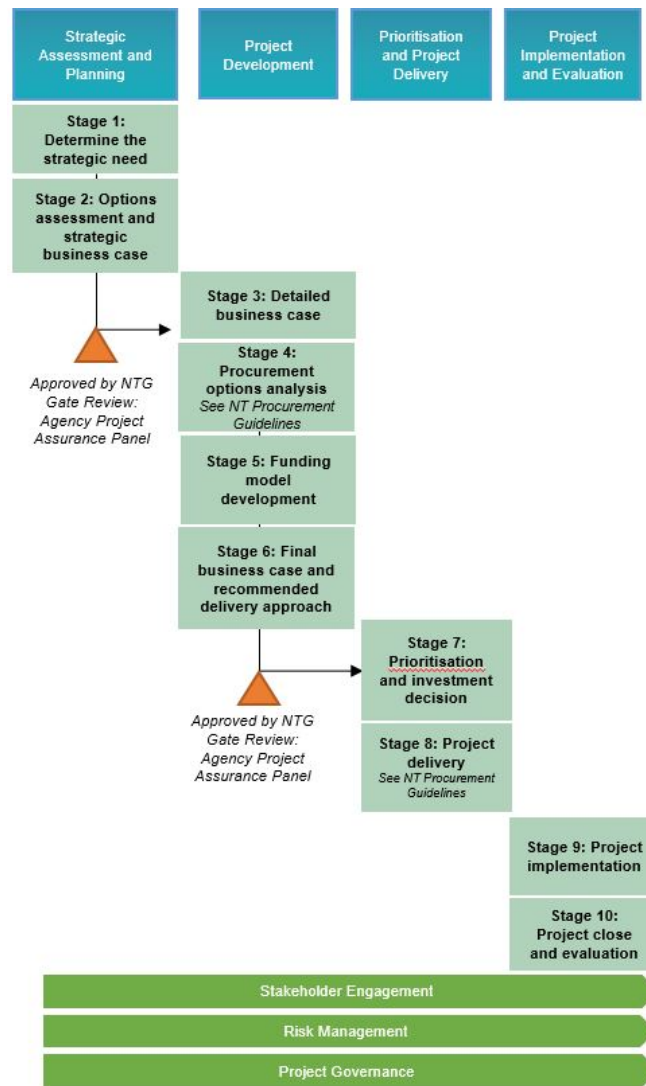 Strategic
Assessment and
Planning
Project
Development
Prioritisation
and Project
Delivery
Project
Implementation
and Evaluation
Stage 1:
Determine the
strategic need
Stage 2: Options
assessment and
strategic
business case
Approved by NTG
Gate Review:
Agency Project
Assurance Panel
Stage 3: Detailed
business case
Stage 4:
Procurement
options analysis
See NT Procurement
Guidelines
Stage 5: Funding
model
development
Stage 6: Final
business case and
recommended
delivery approach
Approved by NTG
Gate Review:
Agency Project
Assurance Panel
Stage 7:
Prioritisation
and investment
decision
Stage 8: Project
delivery
See NT Procurement
Guidelines
Stage 9: Project
implementation
Stage 10:
Project close
and evaluation
Stakeholder Engagement
Risk Management
Project Governance